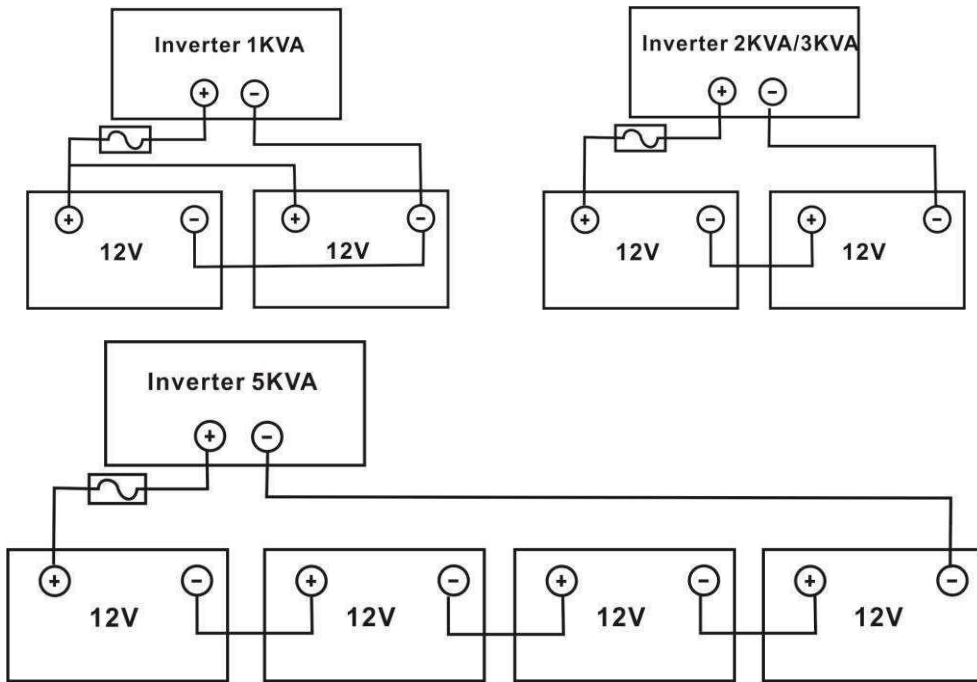 Inverter 1KVA
+ -
+ - + -
12V 12V
Inverter 2KVA/3KVA
+ -
+ - + -
12V 12V
Inverter 5KVA
+ -
+ - + - + - + -
12V 12V 12V 12V